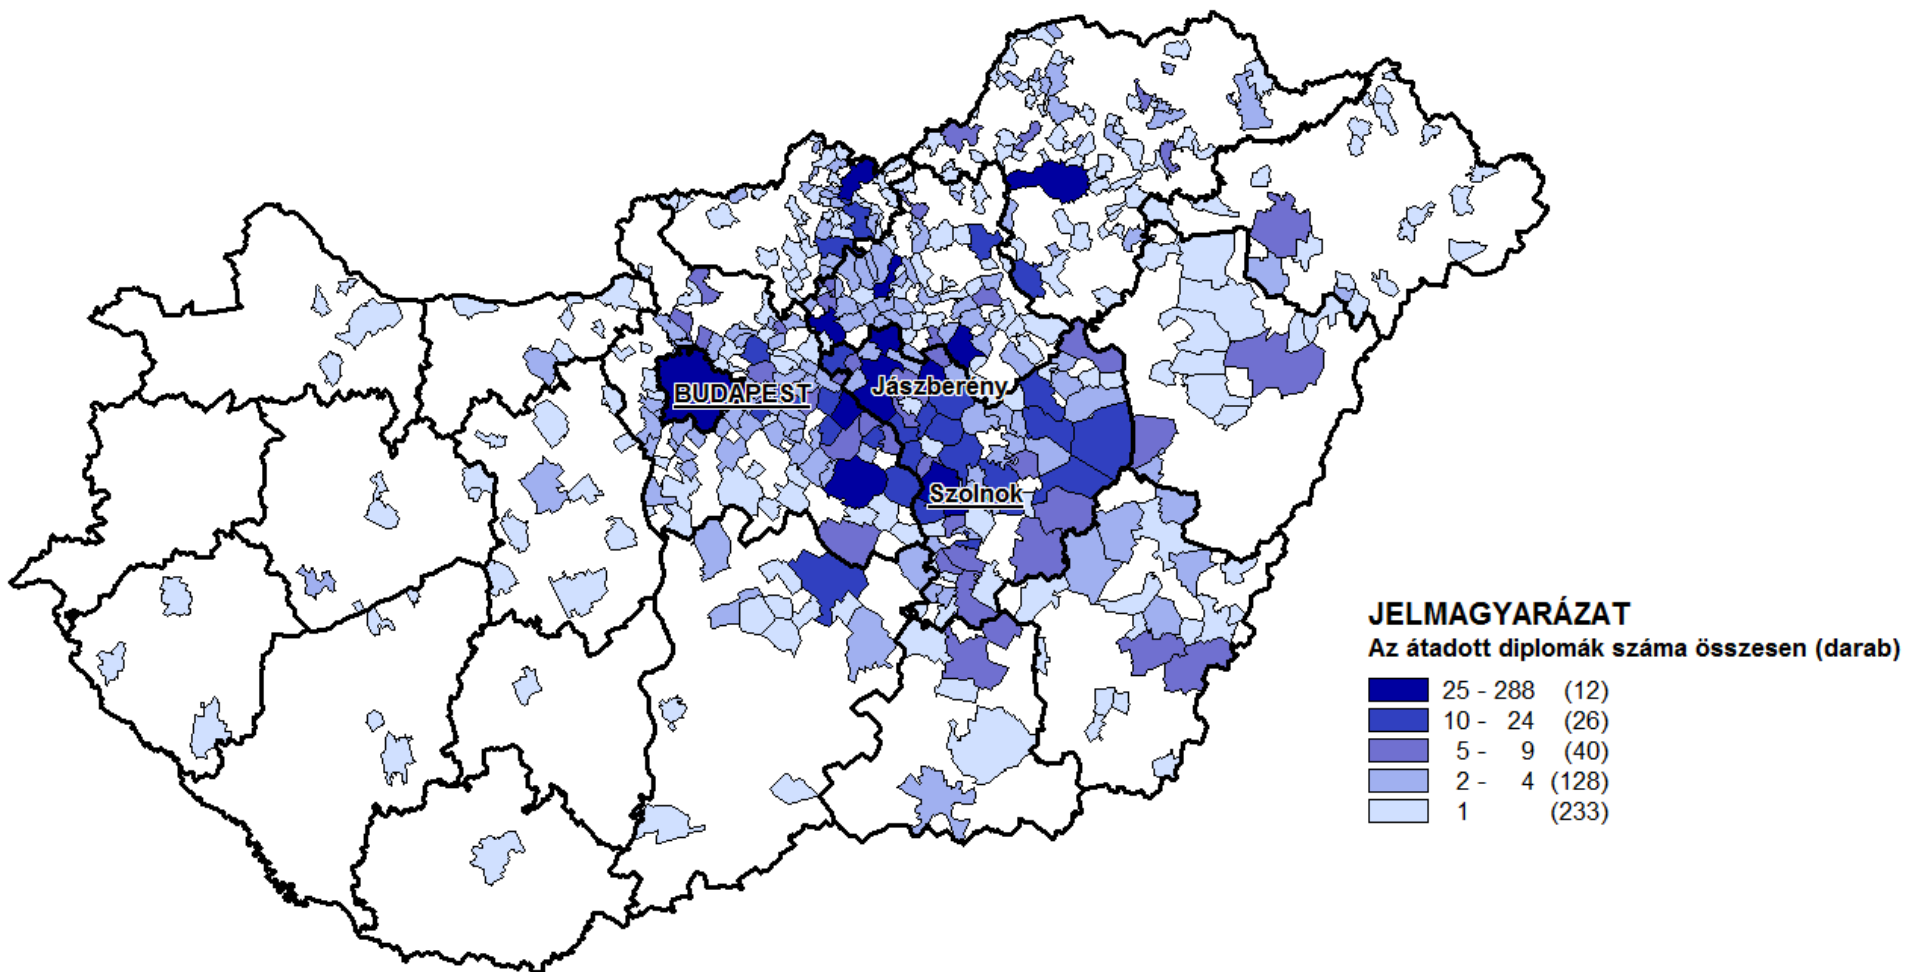 BUDAPEST
Jászberény
Szolnok
JELMAGYARÁZAT
Az átadott diplomák száma összesen (darab)
25 - 288 (12)
10 - 24 (26)
5 - 9 (40)
2 - 4 (128)
1 (233)